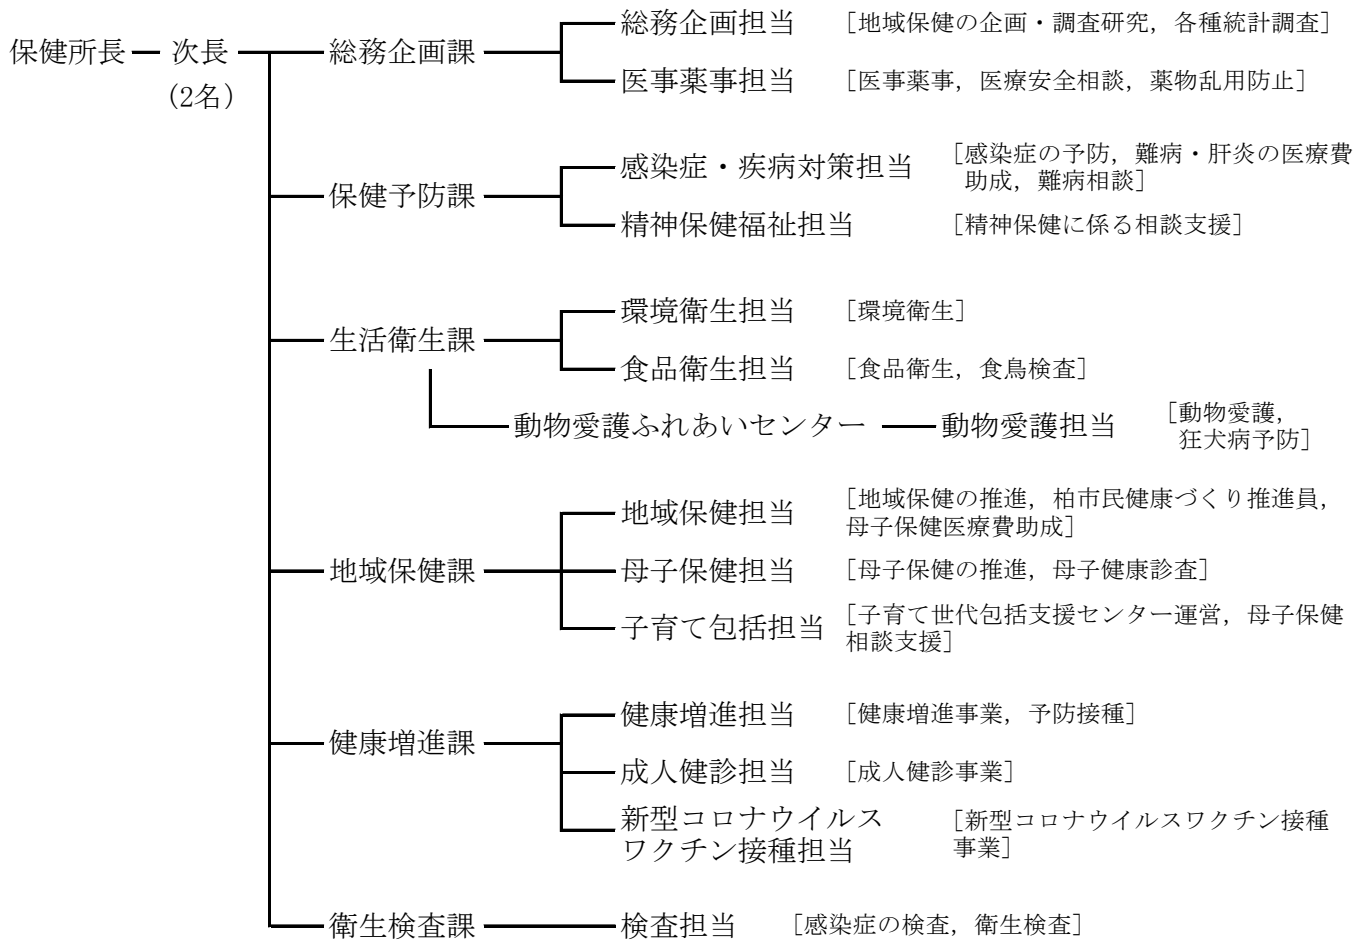 総務企画担当 [地域保健の企画・調査研究,各種統計調査]
保健所長 次長 総務企画課
(2名)
医事薬事担当 [医事薬事,医療安全相談,薬物乱用防止]
感染症・疾病対策担当 [感染症の予防,難病・肝炎の医療費
助成,難病相談]
保健予防課
精神保健福祉担当 [精神保健に係る相談支援]
環境衛生担当 [環境衛生]
生活衛生課
食品衛生担当 [食品衛生,食鳥検査]
動物愛護ふれあいセンター 動物愛護担当 [動物愛護,
狂犬病予防]
地域保健担当 [地域保健の推進,柏市民健康づくり推進員,
母子保健医療費助成]
地域保健課 母子保健担当 [母子保健の推進,母子健康診査]
子育て包括担当 [子育て世代包括支援センター運営,母子保健
相談支援]
健康増進担当 [健康増進事業,予防接種]
健康増進課
成人健診担当 [成人健診事業]
新型コロナウイルス [新型コロナウイルスワクチン接種
ワクチン接種担当 事業]
衛生検査課 検査担当 [感染症の検査,衛生検査]